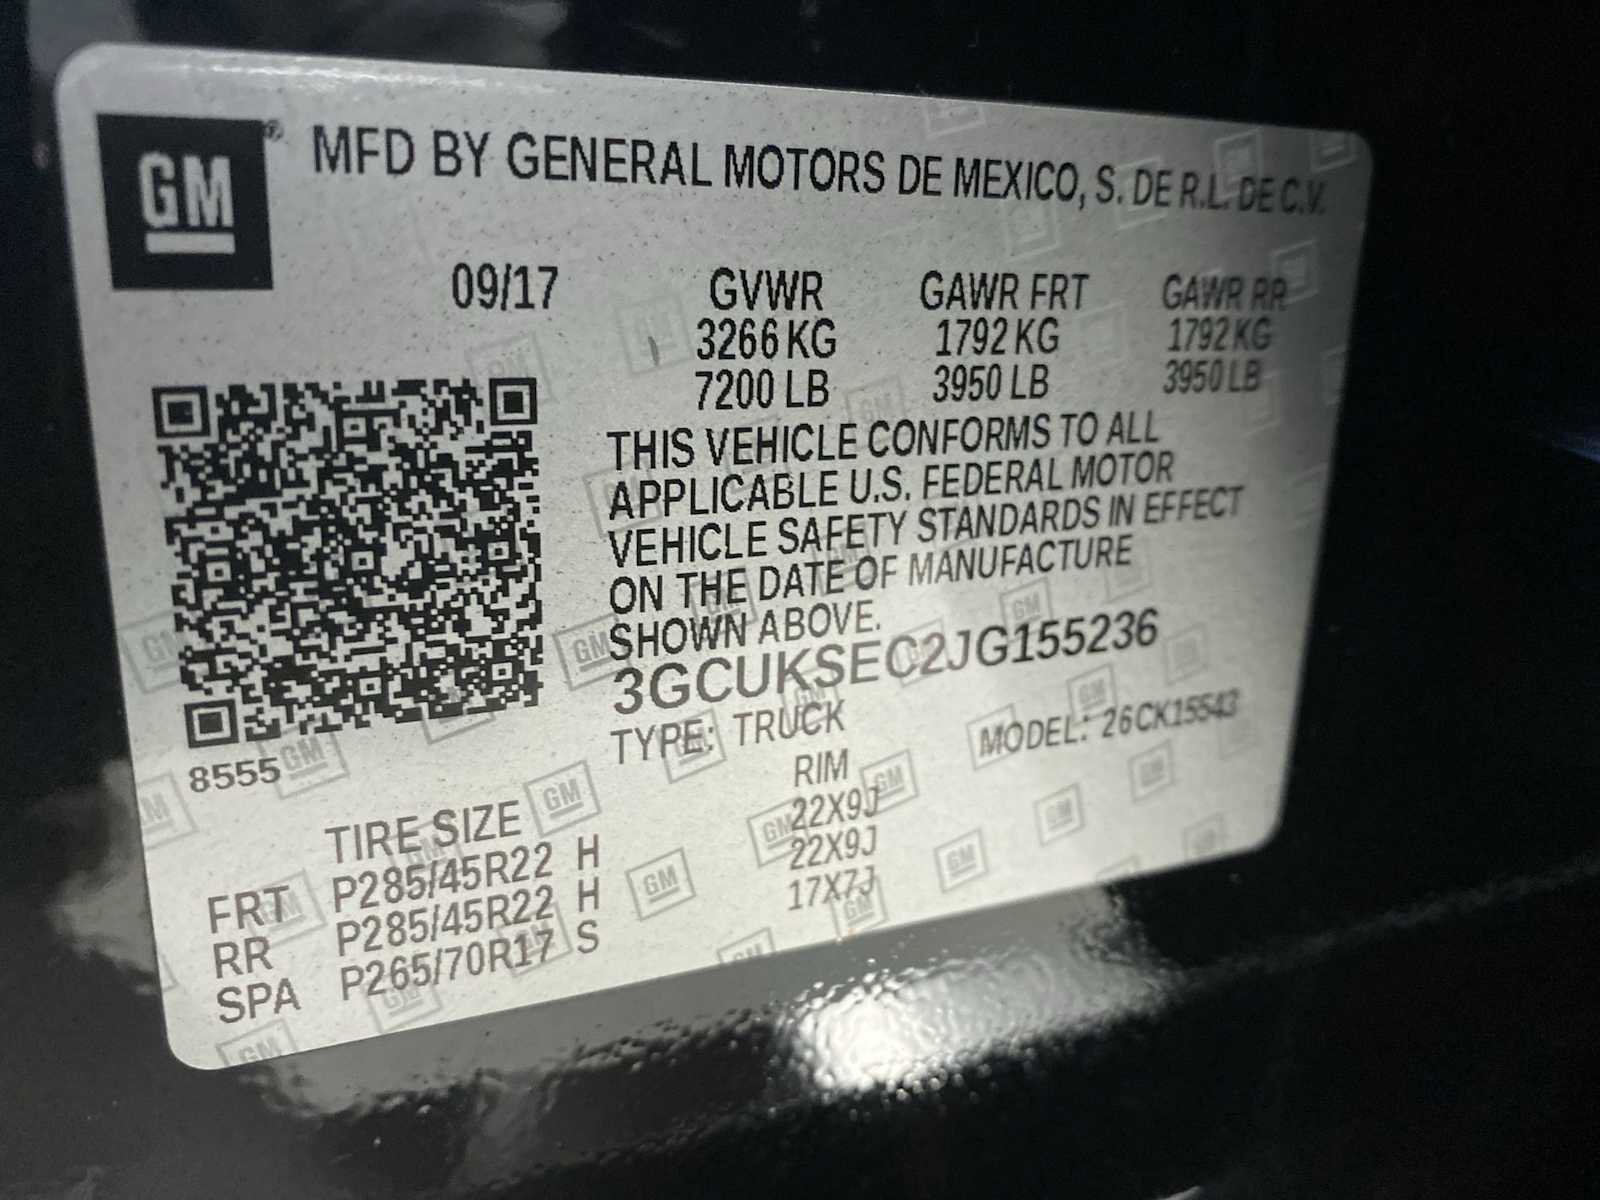 GM
MFD BY GENERAL MOTORS DE MEXICO, S. DE R.L. DE C.V.
09/17 GVWR GAWR FRT GAWR RR
3266 KG 1792 KG 1792 KG
7200 LB 3950 LB 3950 LB
THIS VEHICLE CONFORMS TO ALL
APPLICABLE U.S. FEDERAL MOTOR
VEHICLE SAFETY STANDARDS IN EFFECT
ON THE DATE OF MANUFACTURE
SHOWN ABOVE.
3GCUKSEC2JG155236
TYPE: TRUCK MODEL: 26CK15543
8555
TIRE SIZE RIM
FRT P285/45R22 H 22X9J
RR P285/45R22 H 22X9J
SPA P265/70R17 S 17X7J